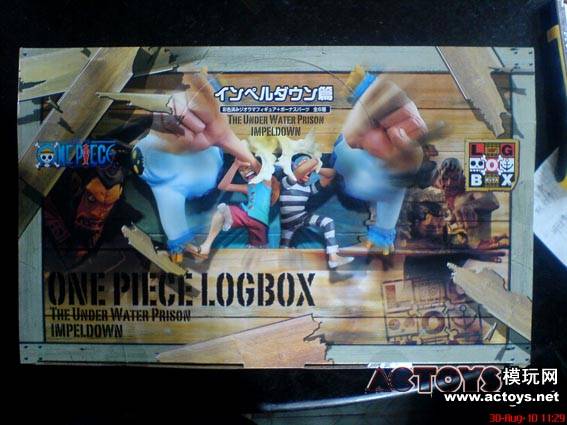 インペルダウン篇
彩色済みジオラマフィギュア+ボーナスパーツ 全6種
THE UNDER WATER PRISON
IMPELDOWN
ONE PIECE
LOG
BOX
ONE PIECE LOGBOX
THE UNDER WATER PRISON
IMPELDOWN
ACTOYS 模玩网
www.actoys.net
30-Aug-10 11:29